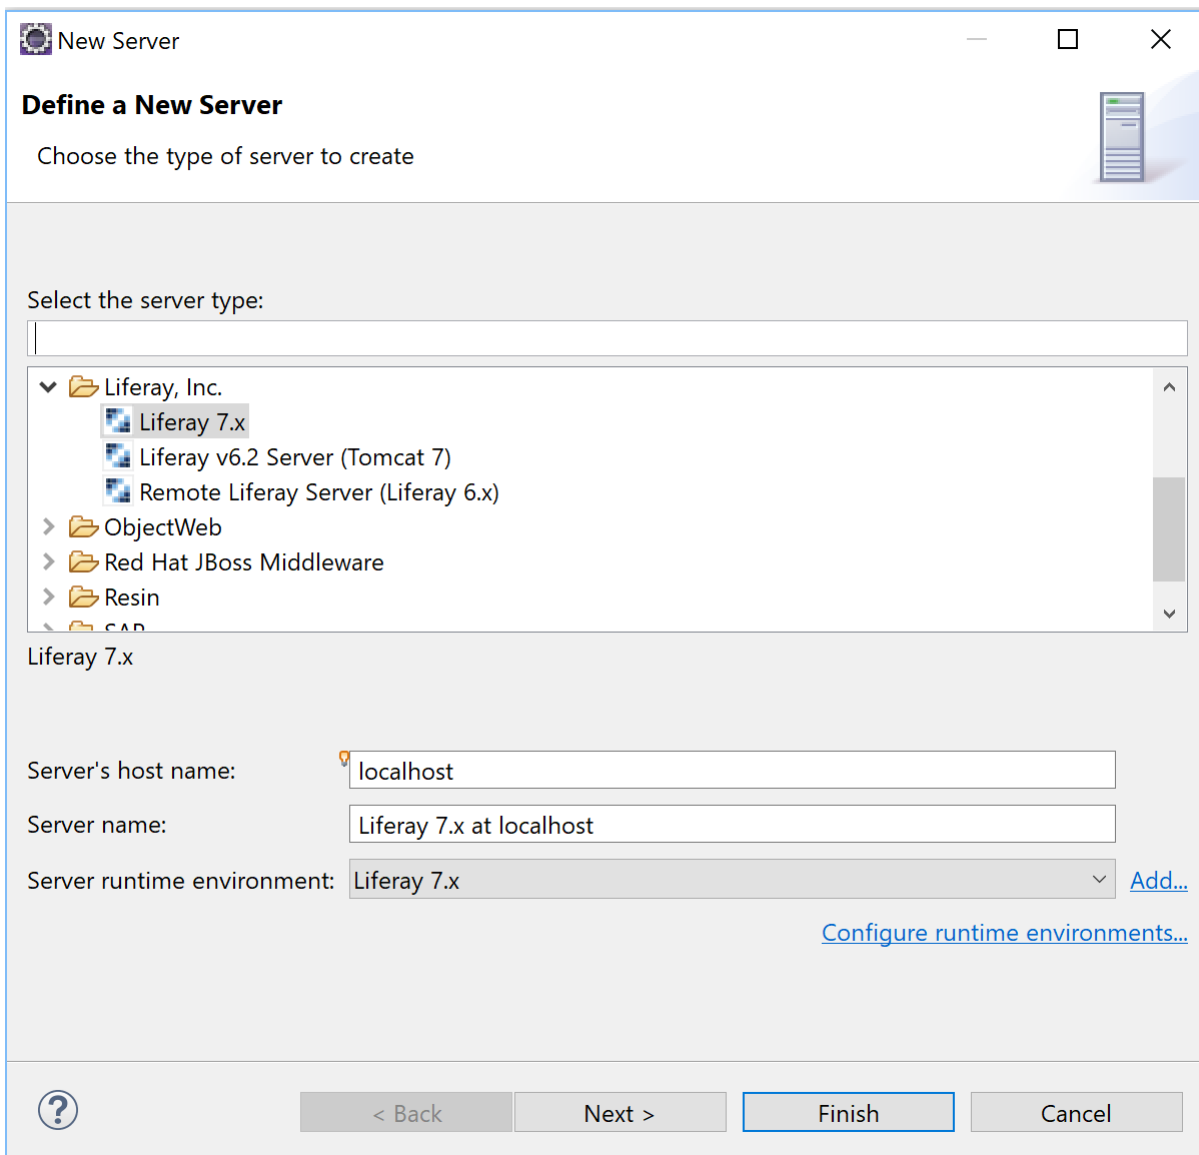 New Server
Define a New Server
Choose the type of server to create
Select the server type:
Liferay, Inc.
Liferay 7.x
Liferay v6.2 Server (Tomcat 7)
Remote Liferay Server (Liferay 6.x)
ObjectWeb
Red Hat JBoss Middleware
Resin
SAP
Liferay 7.x
Server's host name: localhost
Server name: Liferay 7.x at localhost
Server runtime environment: Liferay 7.x Add...
Configure runtime environments...
? < Back Next > Finish Cancel